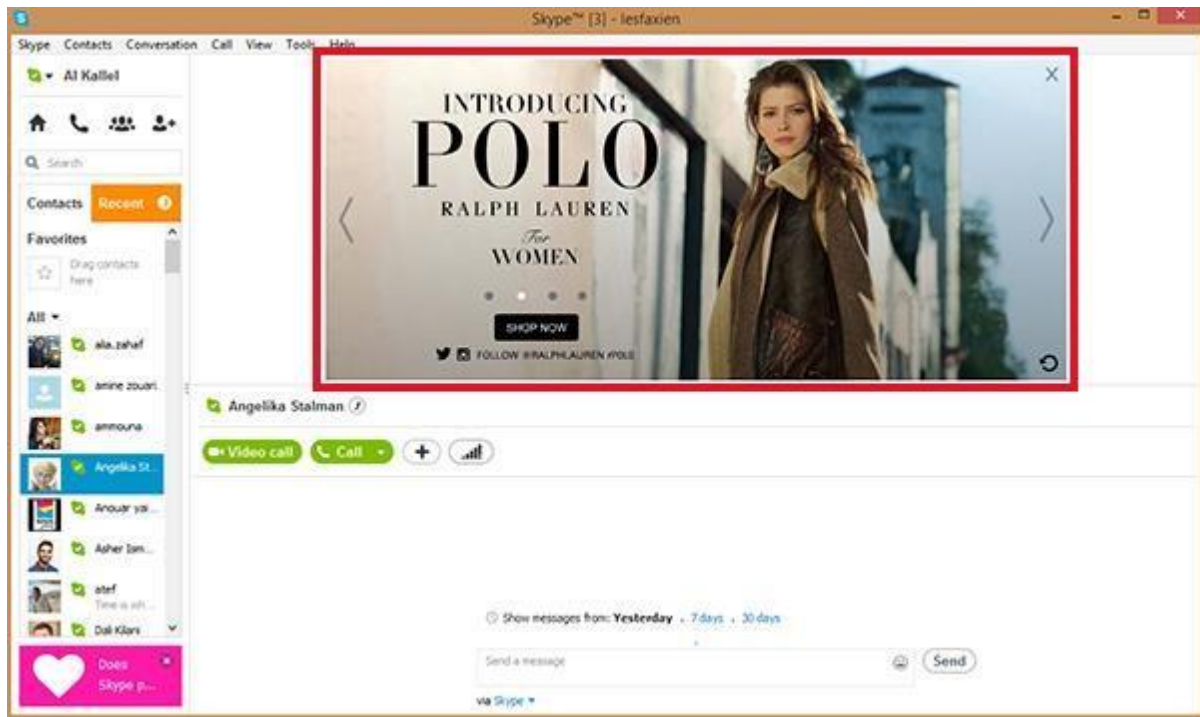 Skype™ [3] - lesfaxien
Skype Contacts Conversation Call View Tools Help
Al Kallel
Search
Contacts Recent
Favorites
Drag contacts
here
All
alia.zahaf
amine zouari.
ammouna
Angelika St...
Anouar yai...
Asher Ism...
atef
Time is wh...
Dali Kilani
Does
Skype p...
INTRODUCING
POLO
RALPH LAUREN
For
WOMEN
SHOP NOW
FOLLOW @RALPHLAUREN #POLO
Angelika Stalman
Video call Call
Show messages from: Yesterday . 7 days . 30 days
Send a message
Send
via Skype